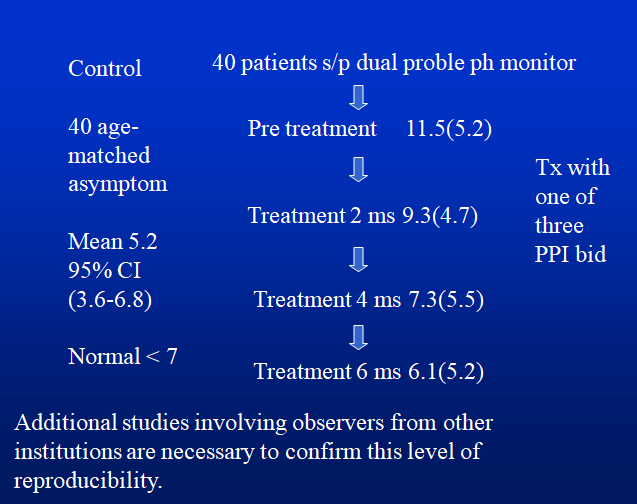 Control
40 age-
matched
asymptom
Mean 5.2
95% CI
(3.6-6.8)
Normal < 7
40 patients s/p dual proble ph monitor
Pre treatment 11.5(5.2)
Treatment 2 ms 9.3(4.7)
Treatment 4 ms 7.3(5.5)
Treatment 6 ms 6.1(5.2)
Tx with
one of
three
PPI bid
Additional studies involving observers from other
institutions are necessary to confirm this level of
reproducibility.